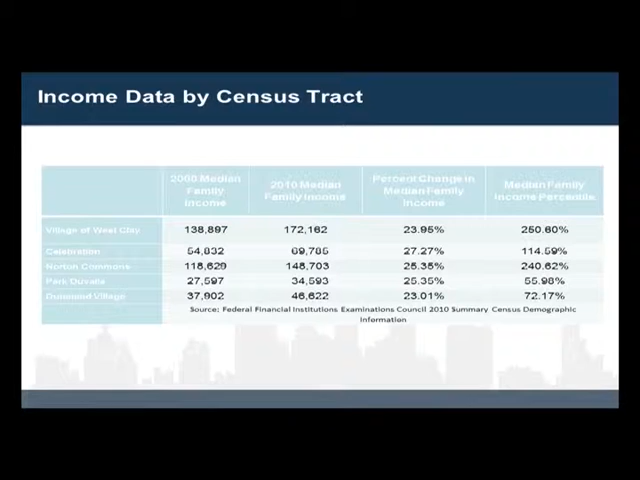 Income Data by Census Tract
2000 Median Family Income
2010 Median Family Income
Percent Change in Median Family Income
Median Family Income Percentile
Village of West Clay 138,897 172,162 23.95% 250.60%
Celebration 54,832 69,785 27.27% 114.59%
Norton Commons 118,629 148,703 25.35% 240.62%
Park Duvalle 27,597 34,593 25.35% 55.98%
Village 37,902 46,622 23.01% 72.17%
Source: Federal Financial Institutions Examinations Council 2010 Summary Census Demographic
Information